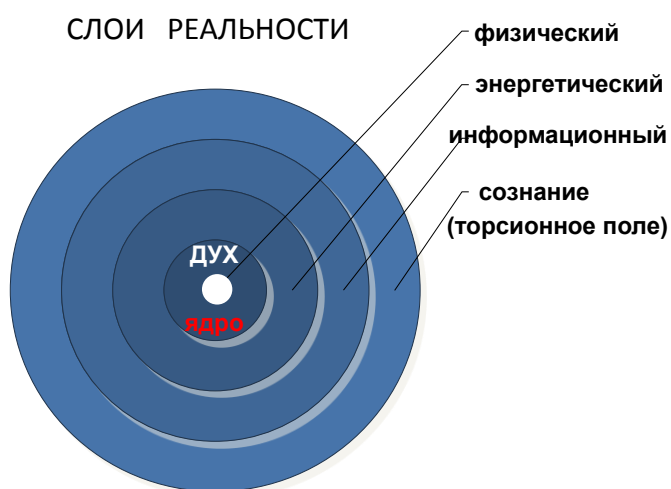 СЛОИ РЕАЛЬНОСТИ
физический
энергетический
информационный
сознание
(торсионное поле)
ДУХ
ядро